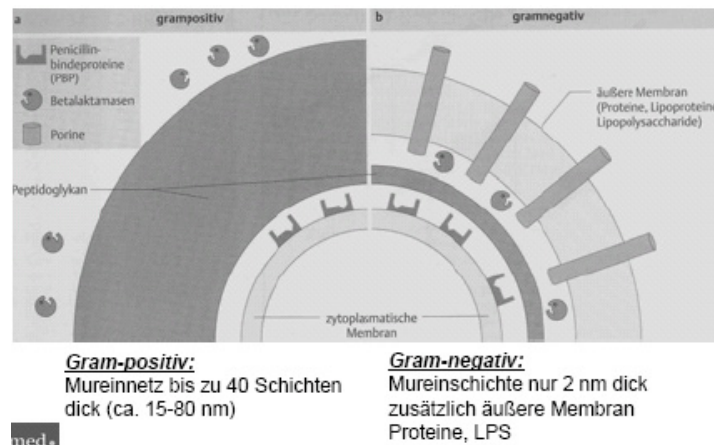 a grampositiv
b gramnegativ
Penicillin-
bindeproteine
(PBP)
Betalaktamasen
Porine
Peptidoglykan
äußere Membran
(Proteine, Lipoproteine
Lipopolysaccharide)
zytoplasmatische
Membran
Gram-positiv:
Mureinnetz bis zu 40 Schichten
dick (ca. 15-80 nm)
Gram-negativ:
Mureinschichte nur 2 nm dick
zusätzlich äußere Membran
Proteine, LPS
med.